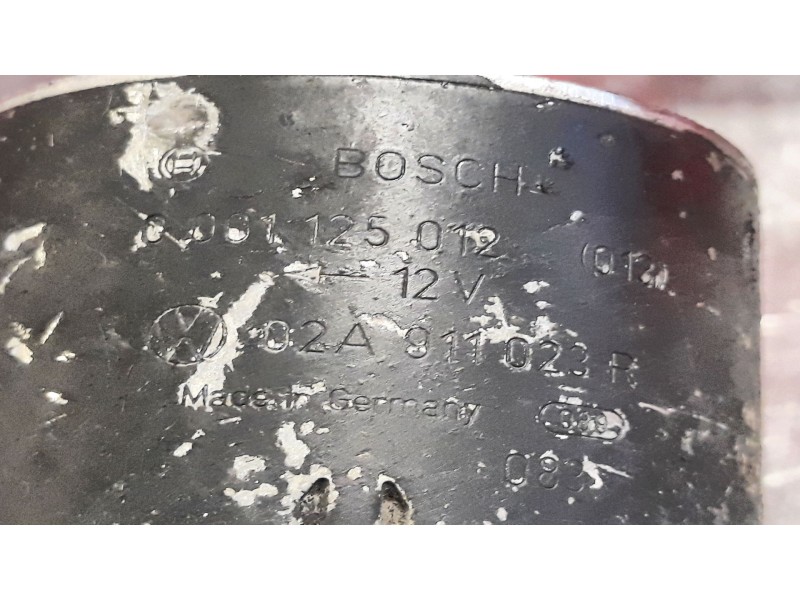 BOSCH
0 001 125 012 (012)
12 V
02A 911 023 R
Made in Germany
083